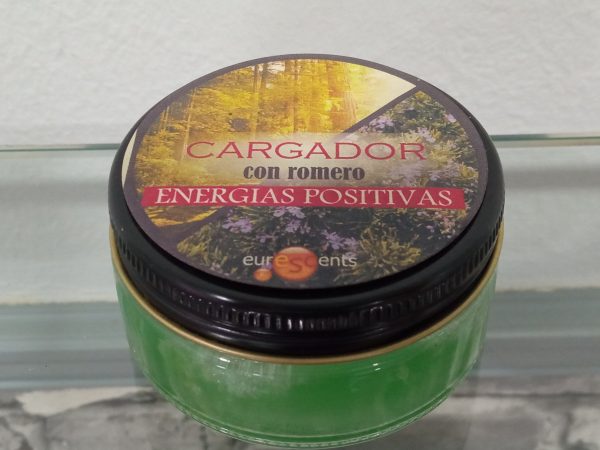 CARGADOR
con romero
ENERGIAS POSITIVAS
eurescents